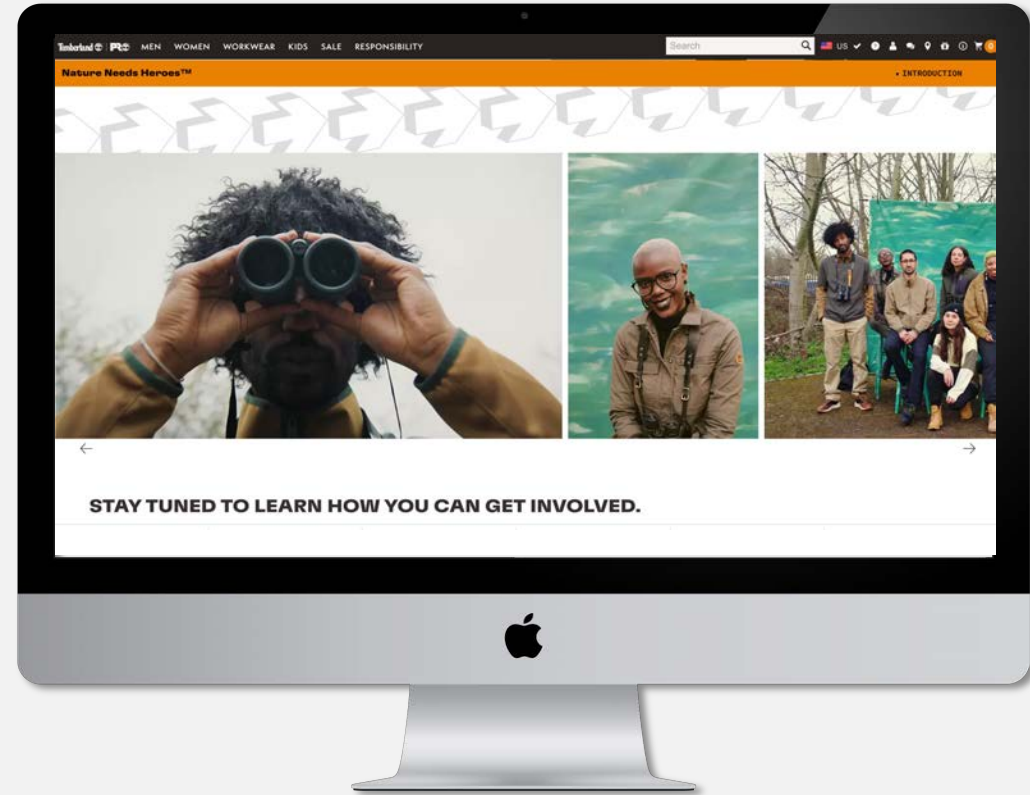 Timberland PRO MEN WOMEN WORKWEAR KIDS SALE RESPONSIBILITY Search US 0
Nature Needs Heroes™ • INTRODUCTION
STAY TUNED TO LEARN HOW YOU CAN GET INVOLVED.